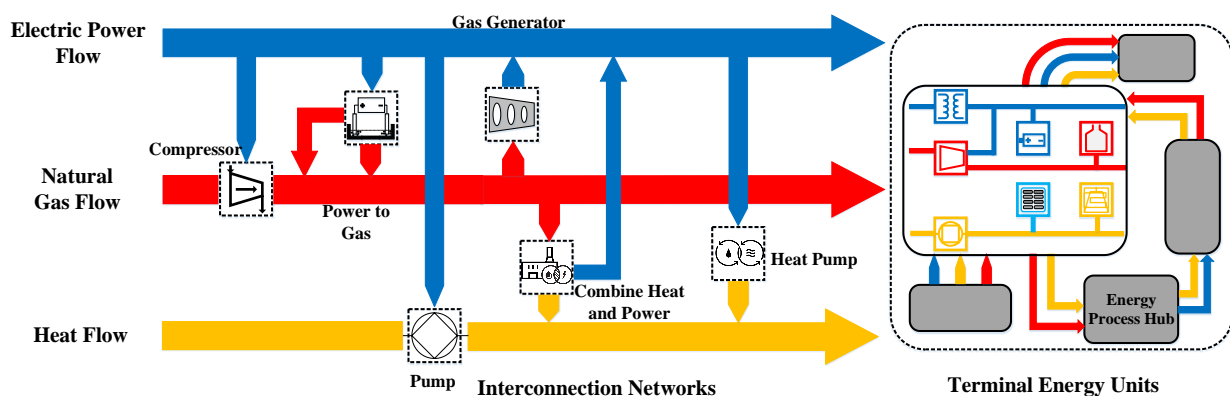 Electric Power
Flow
Gas Generator
Compressor
Natural
Gas Flow
Power to
Gas
Heat Pump
Combine Heat
and Power
Energy
Process Hub
Heat Flow
Pump
Interconnection Networks
Terminal Energy Units